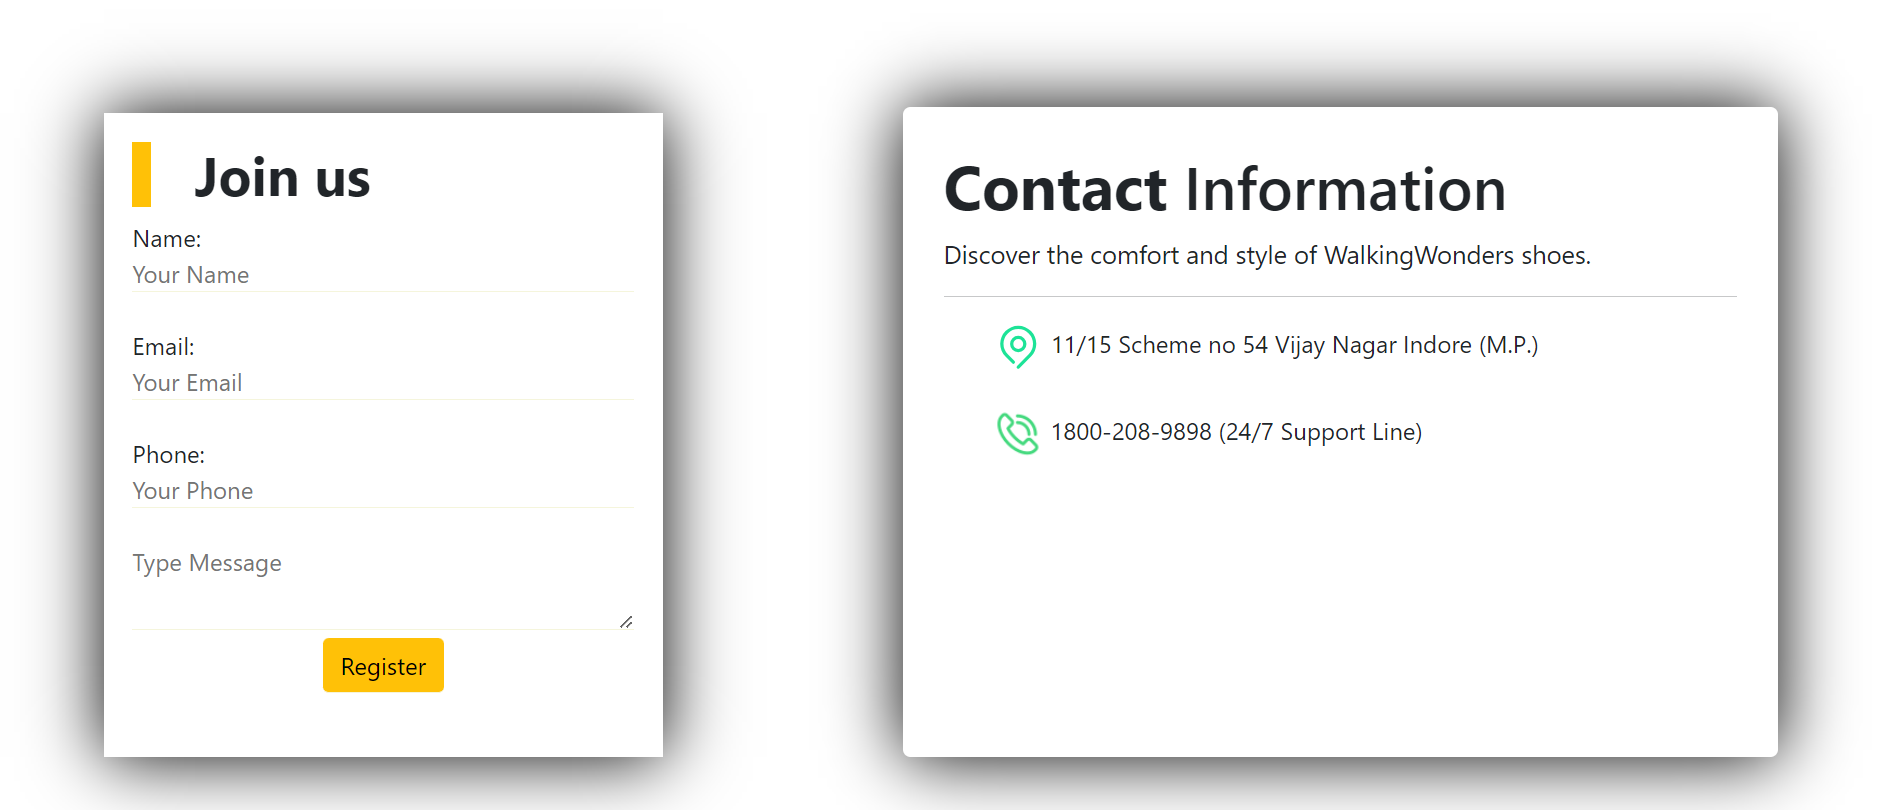 Join us
Name:
Your Name
Email:
Your Email
Phone:
Your Phone
Type Message
Register
Contact Information
Discover the comfort and style of WalkingWonders shoes.
11/15 Scheme no 54 Vijay Nagar Indore (M.P.)
1800-208-9898 (24/7 Support Line)